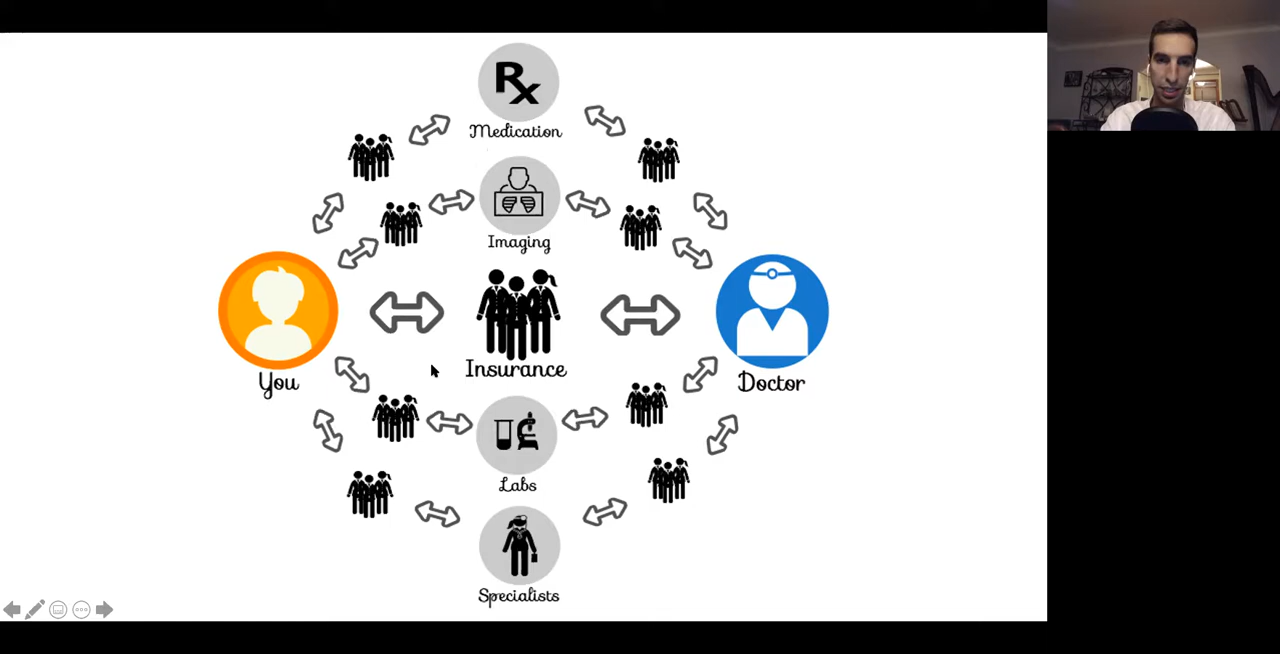 Rx
Medication
Imaging
Insurance
You
Doctor
Labs
Specialists